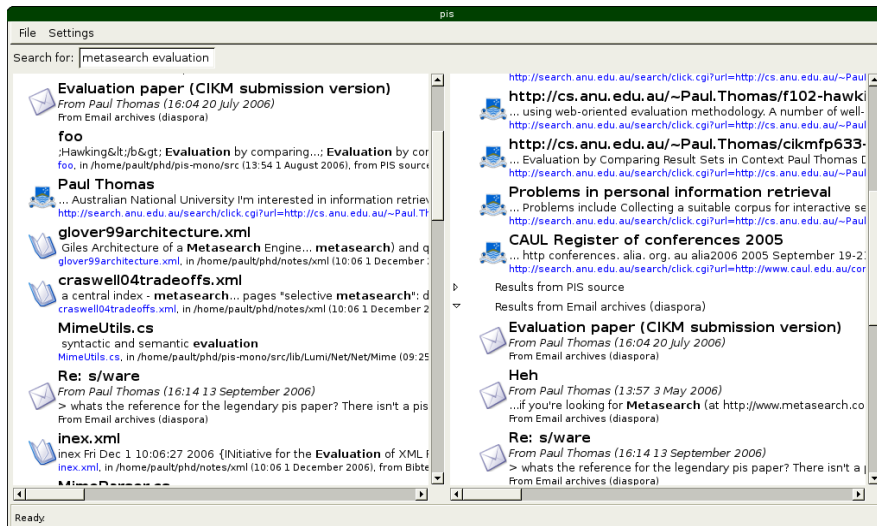 pis
File Settings
Search for: metasearch evaluation
Evaluation paper (CIKM submission version)
From Paul Thomas (16:04 20 July 2006)
From Email archives (diaspora)
foo
;Hawking&lt;/b&gt; Evaluation by comparing...; Evaluation by cor
foo, in /home/pault/phd/pis-mono/src (13:54 1 August 2006), from PIS source
Paul Thomas
... Australian National University I'm interested in information retriev
http://search.anu.edu.au/search/click.cgi?url=http://cs.anu.edu.au/~Paul.Th
glover99architecture.xml
Giles Architecture of a Metasearch Engine... metasearch) and q
glover99architecture.xml, in /home/pault/phd/notes/xml (10:06 1 December :
craswell04tradeoffs.xml
a central index - metasearch... pages "selective metasearch": d
craswell04tradeoffs.xml, in /home/pault/phd/notes/xml (10:06 1 December 2
MimeUtils.cs
syntactic and semantic evaluation
MimeUtils.cs, in /home/pault/phd/pis-mono/src/lib/Lumi/Net/Net/Mime (09:25
Re: s/ware
From Paul Thomas (16:14 13 September 2006)
> whats the reference for the legendary pis paper? There isn't a pis
From Email archives (diaspora)
inex.xml
inex Fri Dec 1 10:06:27 2006 {INitiative for the Evaluation of XML R
inex.xml, in /home/pault/phd/notes/xml (10:06 1 December 2006), from Bibte
MimeParser.cs
http://search.anu.edu.au/search/click.cgi?url=http://cs.anu.edu.au/~Paul
http://cs.anu.edu.au/~Paul.Thomas/f102-hawki
... using web-oriented evaluation methodology. A number of well-
http://search.anu.edu.au/search/click.cgi?url=http://cs.anu.edu.au/~Paul
http://cs.anu.edu.au/~Paul.Thomas/cikmfp633-
... Evaluation by Comparing Result Sets in Context Paul Thomas D
http://search.anu.edu.au/search/click.cgi?url=http://cs.anu.edu.au/~Paul
Problems in personal information retrieval
... Problems include Collecting a suitable corpus for interactive se
http://search.anu.edu.au/search/click.cgi?url=http://cs.anu.edu.au/~Paul
CAUL Register of conferences 2005
... http conferences. alia. org. au alia2006 2005 September 19-21
http://search.anu.edu.au/search/click.cgi?url=http://www.caul.edu.au/cor
Results from PIS source
Results from Email archives (diaspora)
Evaluation paper (CIKM submission version)
From Paul Thomas (16:04 20 July 2006)
From Email archives (diaspora)
Heh
From Paul Thomas (13:57 3 May 2006)
...if you're looking for Metasearch (at http://www.metasearch.co
From Email archives (diaspora)
Re: s/ware
From Paul Thomas (16:14 13 September 2006)
> whats the reference for the legendary pis paper? There isn't a
From Email archives (diaspora)
Ready.